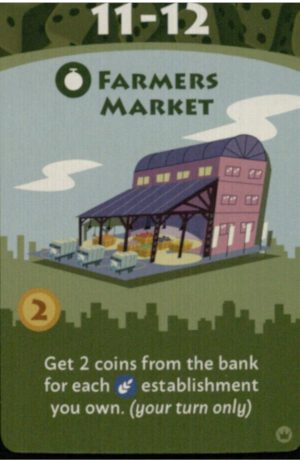 11-12
FARMERS
MARKET
2
Get 2 coins from the bank
for each establishment
you own. (your turn only)